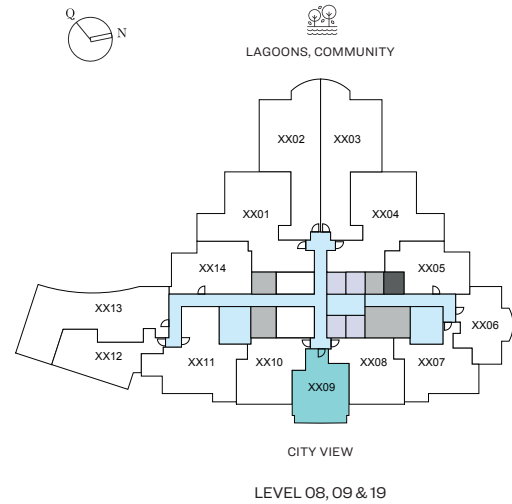 Q
N
LAGOONS, COMMUNITY
XX02
XX03
XX01
XX04
XX14
XX05
XX13
XX06
XX12
XX11
XX10
XX08
XX07
XX09
CITY VIEW
LEVEL 08, 09 & 19